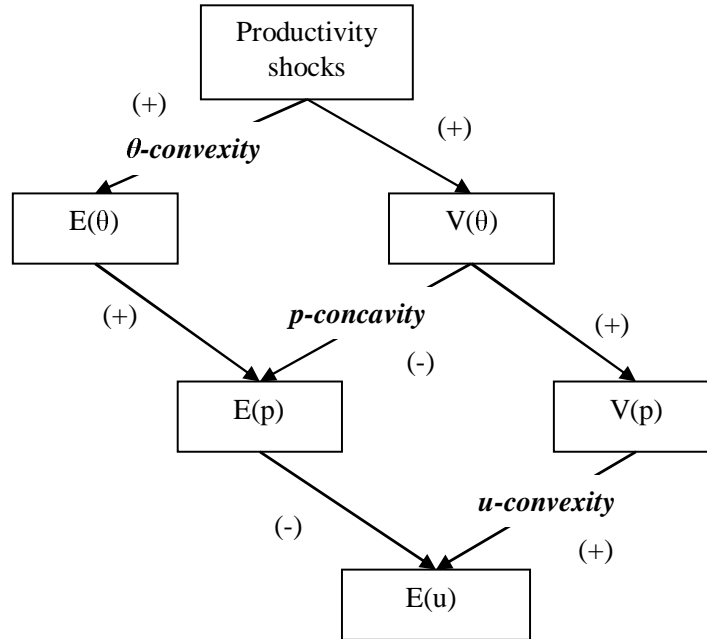 Productivity
shocks
(+)
(+)
θ-convexity
E(θ)
V(θ)
(+)
p-concavity
(+)
(-)
E(p)
V(p)
u-convexity
(-)
(+)
E(u)